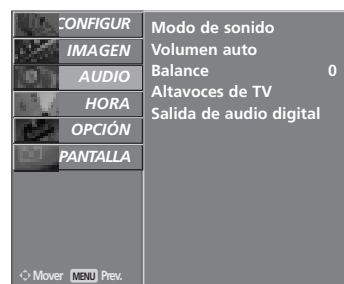 CONFIGUR
IMAGEN
AUDIO
HORA
OPCIÓN
PANTALLA
Modo de sonido
Volumen auto
Balance 0
Altavoces de TV
Salida de audio digital
Mover MENU Prev.